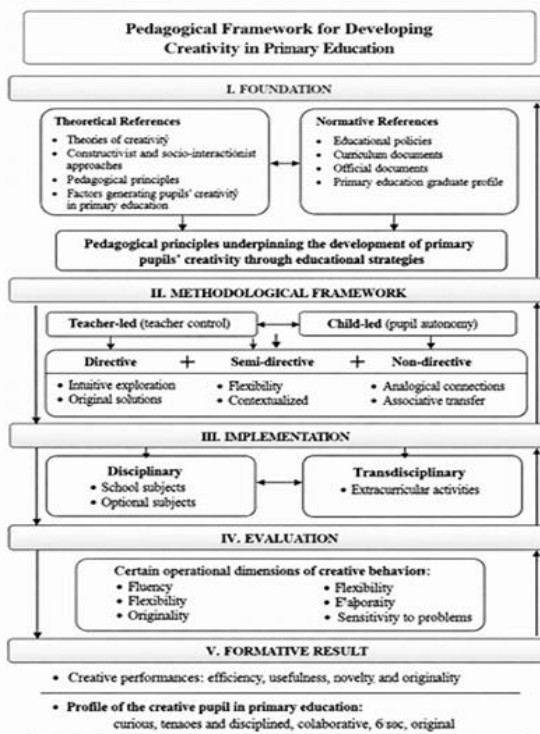 Pedagogical Framework for Developing
Creativity in Primary Education
I. FOUNDATION
Theoretical References
• Theories of creativity
• Constructivist and socio-interactionist
approaches
• Pedagogical principles
• Factors generating pupils' creativity
in primary education
Normative References
• Educational policies
• Curriculum documents
• Official documents
• Primary education graduate profile
Pedagogical principles underpinning the development of primary
pupils' creativity through educational strategies
II. METHODOLOGICAL FRAMEWORK
Teacher-led (teacher control)
Child-led (pupil autonomy)
Directive + Semi-directive + Non-directive
• Intuitive exploration
• Original solutions
• Flexibility
• Contextualized
• Analogical connections
• Associative transfer
III. IMPLEMENTATION
Disciplinary
• School subjects
• Optional subjects
Transdisciplinary
• Extracurricular activities
IV. EVALUATION
Certain operational dimensions of creative behavior:
• Fluency
• Flexibility
• Originality
• Flexibility
• Sensitivity to problems
V. FORMATIVE RESULT
• Creative performances: efficiency, usefulness, novelty and originality
• Profile of the creative pupil in primary education:
curious, tenaoes and disciplined, collaborative, 6 soc, original